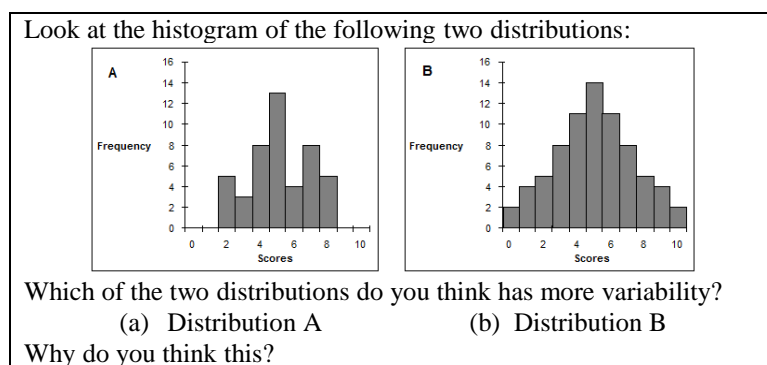 Look at the histogram of the following two distributions:
A
16
14
12
10
Frequency
8
6
4
2
0
0 2 4 6 8 10
Scores
B
16
14
12
10
Frequency
8
6
4
2
0
0 2 4 6 8 10
Scores
Which of the two distributions do you think has more variability?
(a) Distribution A (b) Distribution B
Why do you think this?